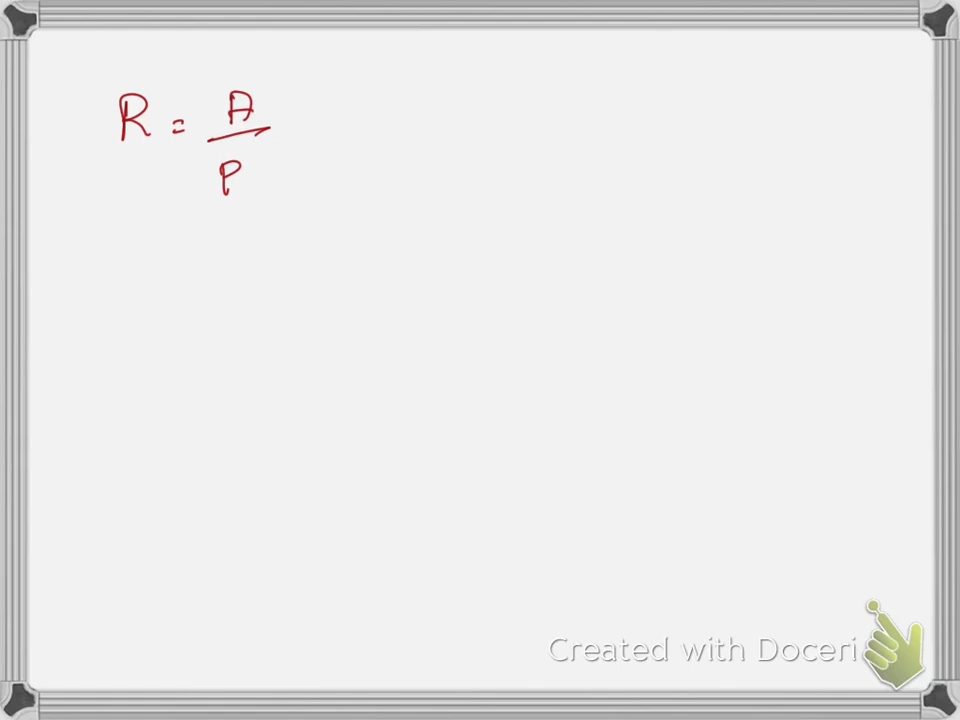 R = A/P
Created with Doceri